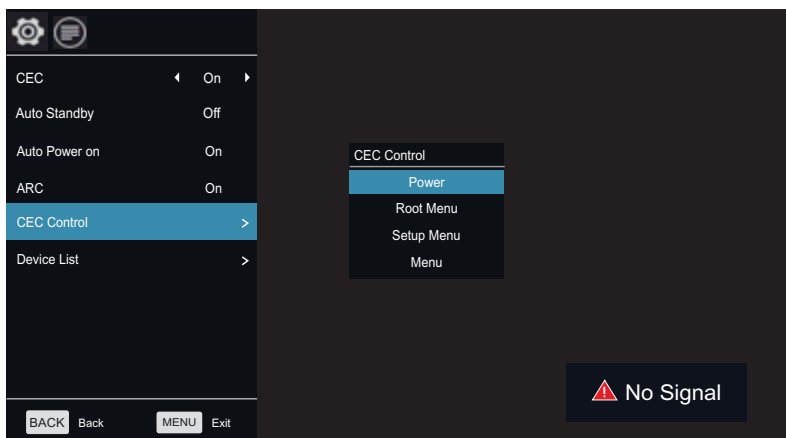 CEC On
Auto Standby Off
Auto Power on On
ARC On
CEC Control >
Device List >
BACK Back MENU Exit
CEC Control
Power
Root Menu
Setup Menu
Menu
No Signal